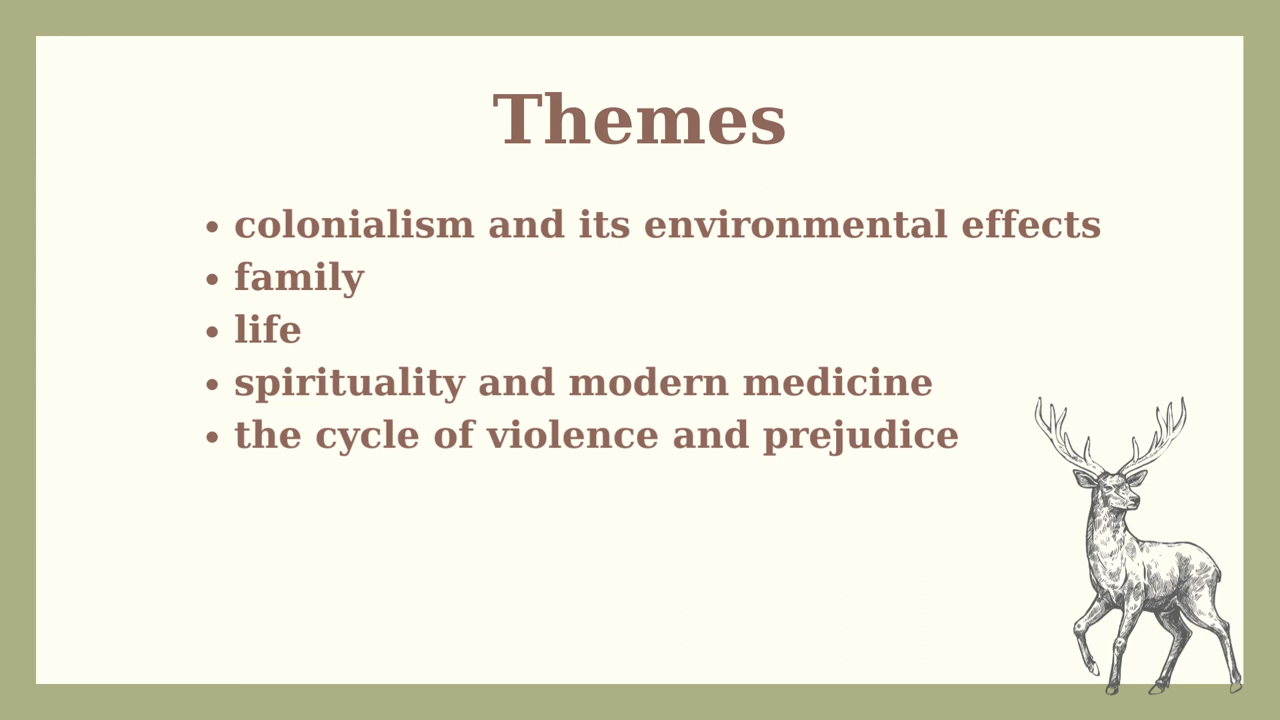 Themes
• colonialism and its environmental effects
• family
• life
• spirituality and modern medicine
• the cycle of violence and prejudice